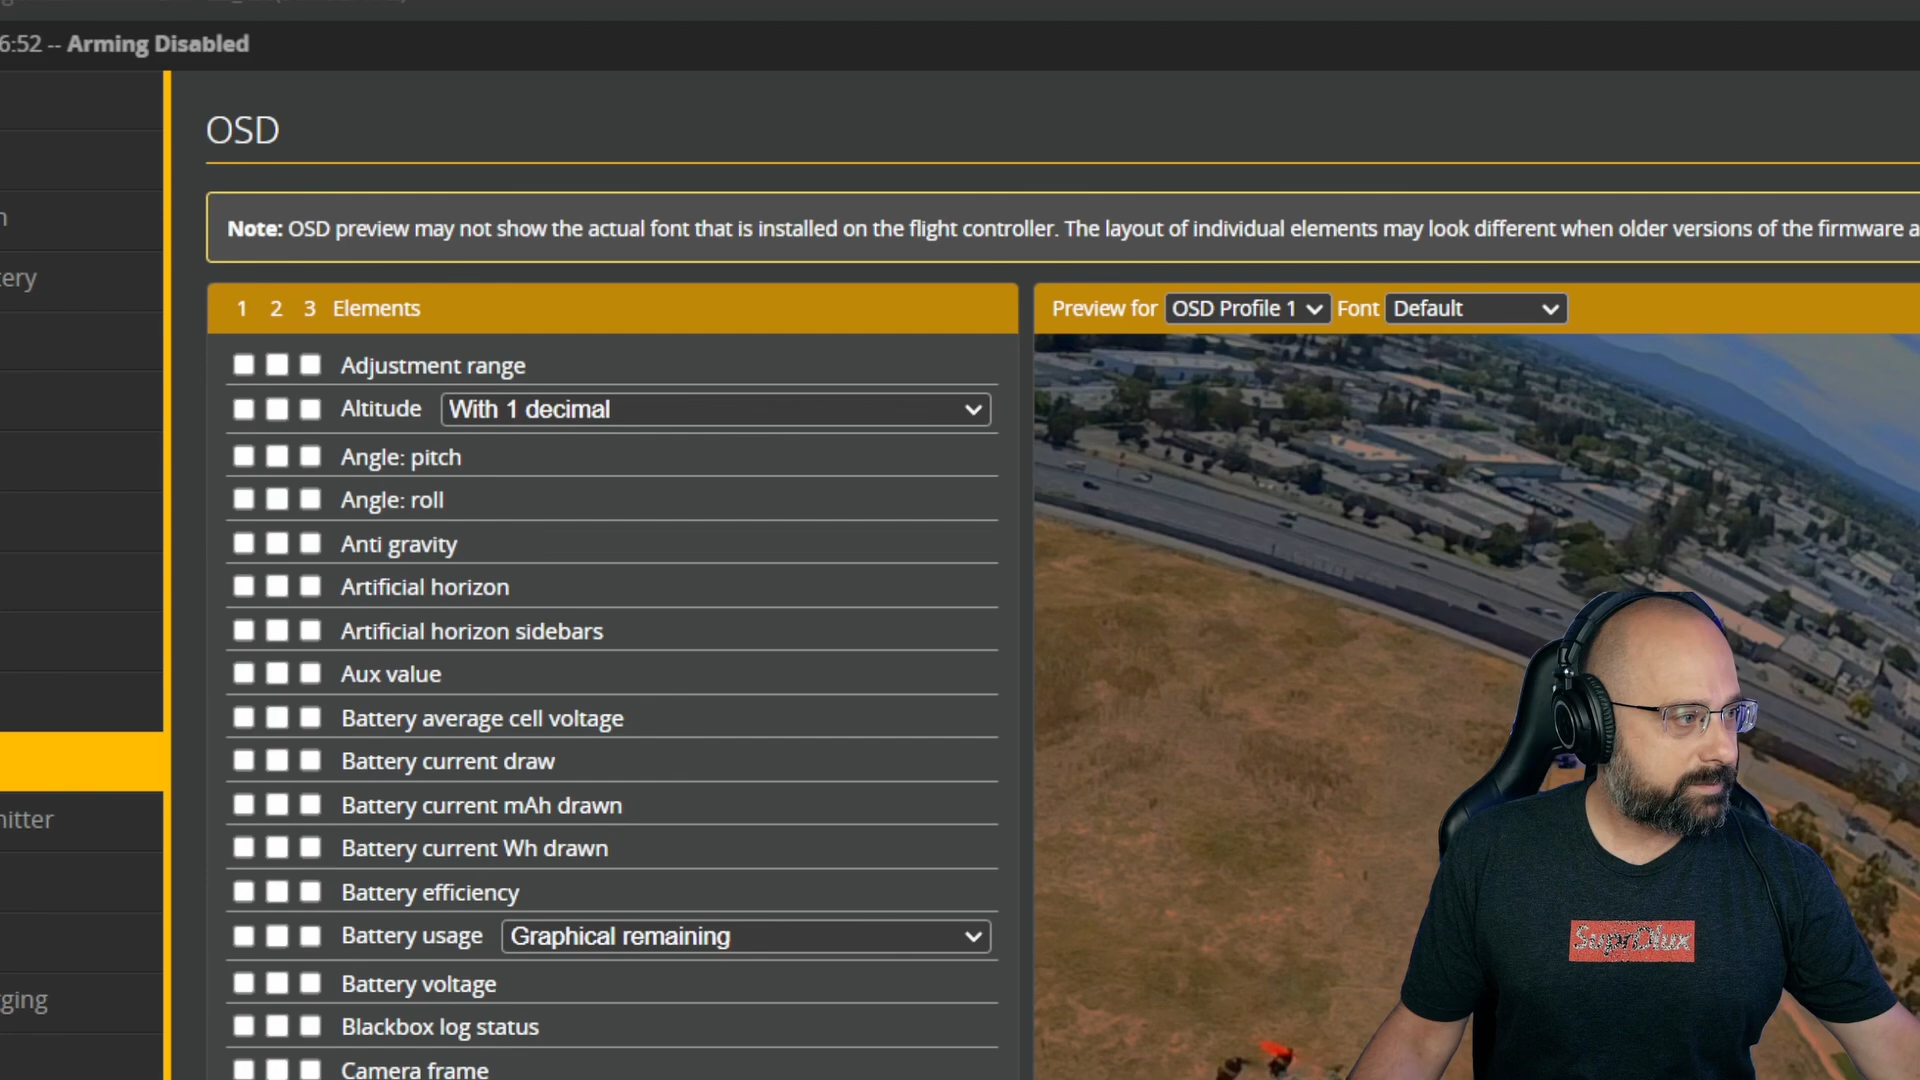 6:52 -- Arming Disabled
OSD
Note: OSD preview may not show the actual font that is installed on the flight controller. The layout of individual elements may look different when older versions of the firmware a
1 2 3 Elements
Preview for OSD Profile 1 Font Default
Adjustment range
Altitude With 1 decimal
Angle: pitch
Angle: roll
Anti gravity
Artificial horizon
Artificial horizon sidebars
Aux value
Battery average cell voltage
Battery current draw
Battery current mAh drawn
Battery current Wh drawn
Battery efficiency
Battery usage Graphical remaining
Battery voltage
Blackbox log status
Camera frame
n
ery
nitter
ging
SuprDlux